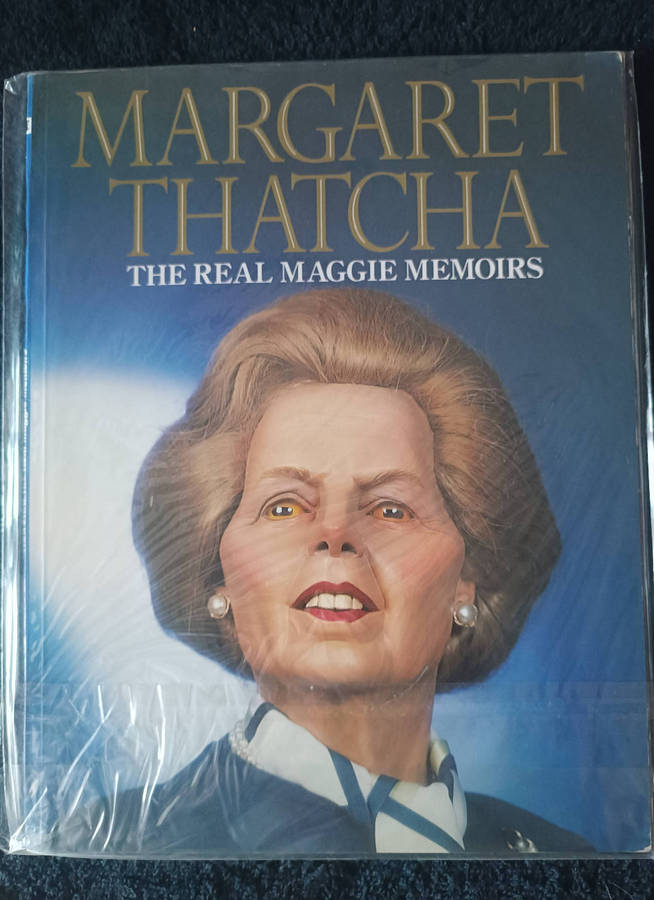 MARGARET
THATCHA
THE REAL MAGGIE MEMOIRS